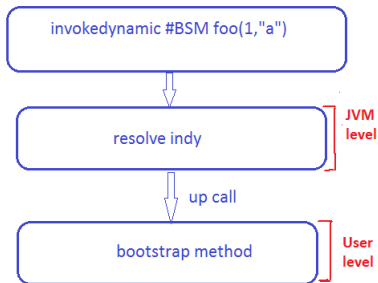 invokedynamic #BSM foo(1,"a")
resolve indy
JVM
level
up call
bootstrap method
User
level